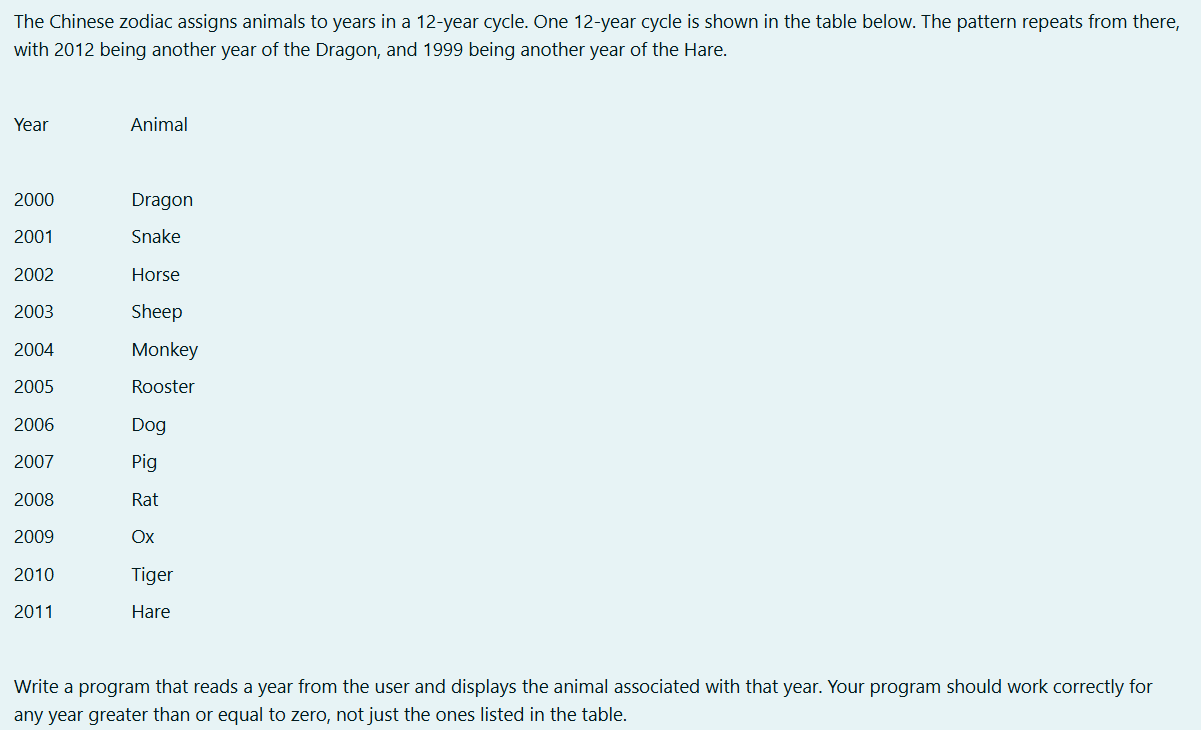 The Chinese zodiac assigns animals to years in a 12-year cycle. One 12-year cycle is shown in the table below. The pattern repeats from there,
with 2012 being another year of the Dragon, and 1999 being another year of the Hare.
Year Animal
2000 Dragon
2001 Snake
2002 Horse
2003 Sheep
2004 Monkey
2005 Rooster
2006 Dog
2007 Pig
2008 Rat
2009 Ox
2010 Tiger
2011 Hare
Write a program that reads a year from the user and displays the animal associated with that year. Your program should work correctly for
any year greater than or equal to zero, not just the ones listed in the table.